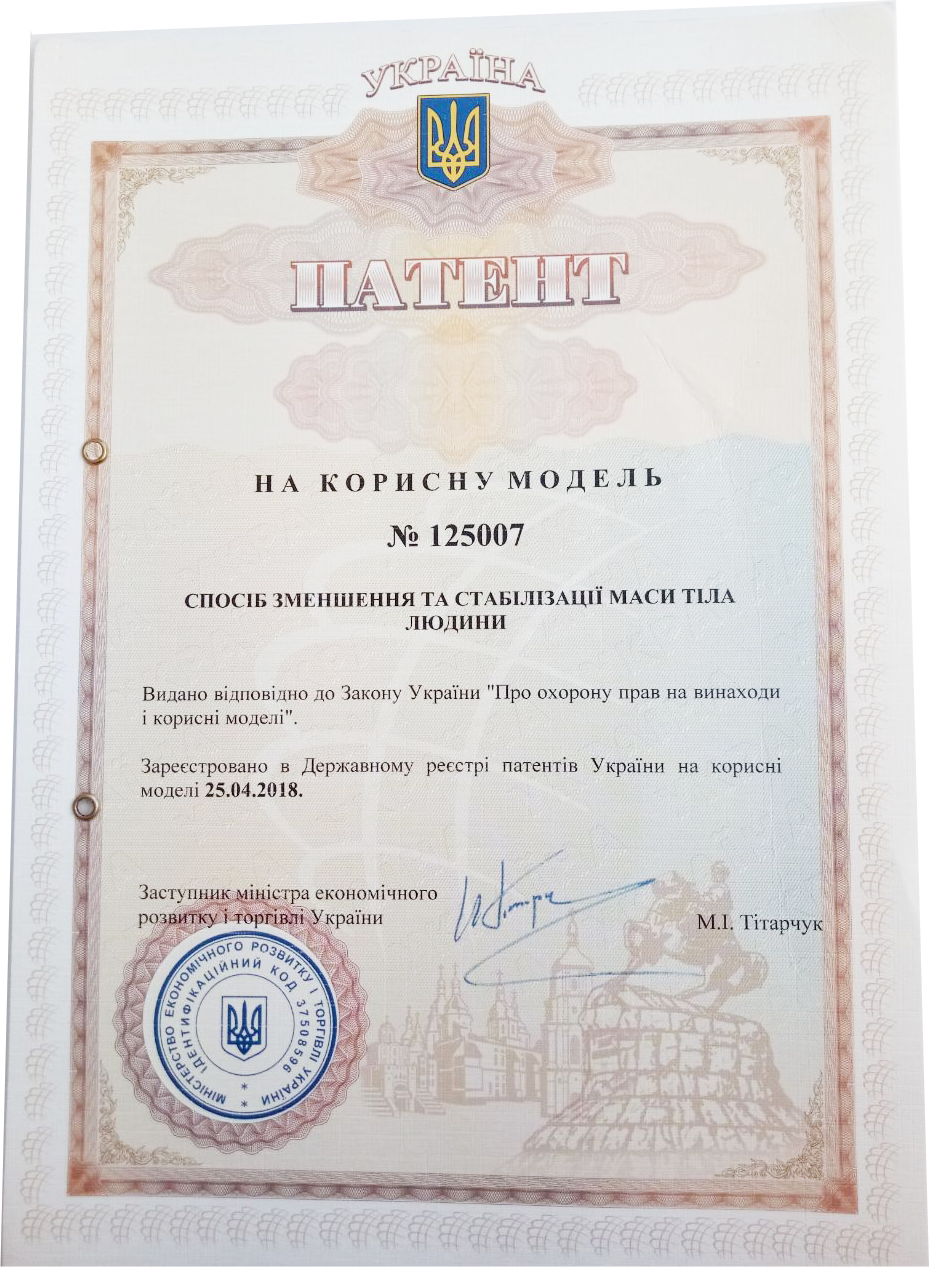 УКРАЇНА
ПАТЕНТ
НА КОРИСНУ МОДЕЛЬ
№ 125007
СПОСІБ ЗМЕНШЕННЯ ТА СТАБІЛІЗАЦІЇ МАСИ ТІЛА
ЛЮДИНИ
Видано відповідно до Закону України "Про охорону прав на винаходи
і корисні моделі".
Зареєстровано в Державному реєстрі патентів України на корисні
моделі 25.04.2018.
Заступник міністра економічного
розвитку і торгівлі України
М.І. Тітарчук
МІНІСТЕРСТВО ЕКОНОМІЧНОГО РОЗВИТКУ І ТОРГІВЛІ УКРАЇНИ *
ІДЕНТИФІКАЦІЙНИЙ КОД 37508596 *